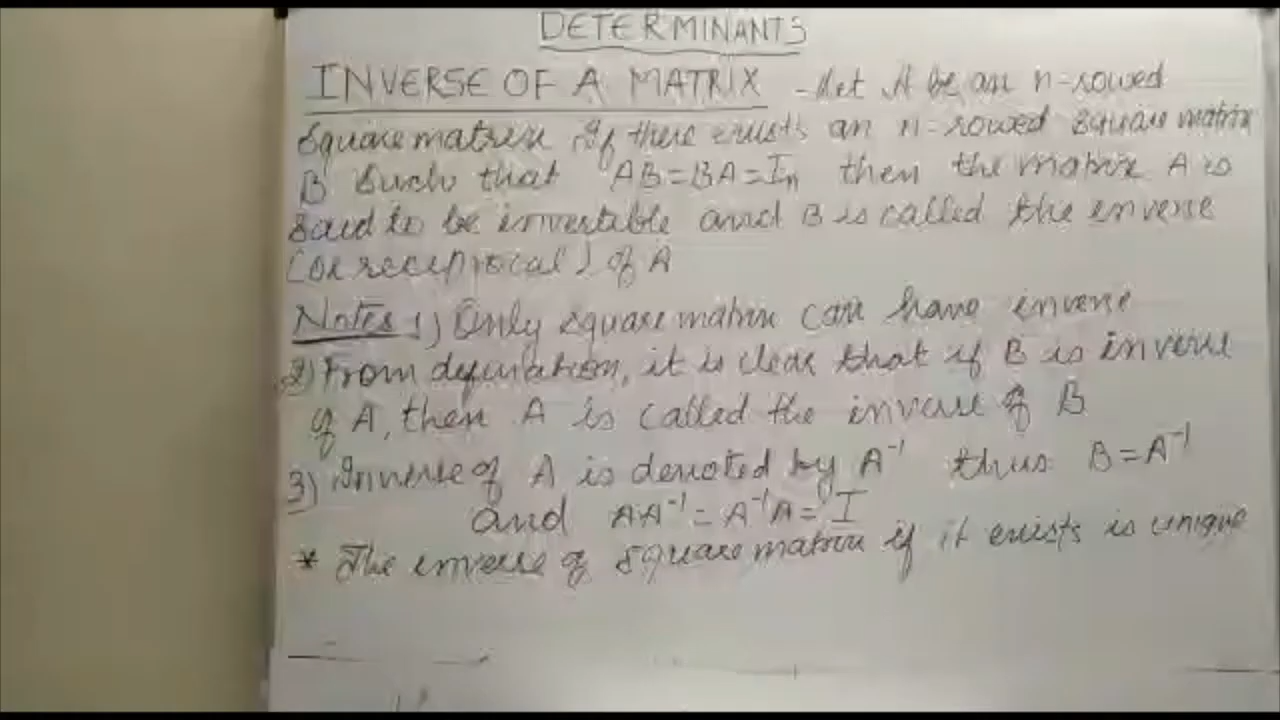 DETERMINANTS
INVERSE OF A MATRIX - Let A be an n-rowed
square matrix If there exists an n-rowed square matrix
B such that AB=BA=Iₙ then the matrix A is
said to be invertible and B is called the inverse
(or reciprocal) of A
Notes 1) Only square matrix can have inverse
2) From defination, it is clear that if B is inverse
of A, then A is called the inverse of B
3) Inverse of A is denoted by A⁻¹ thus B=A⁻¹
and AA⁻¹=A⁻¹A=I
* The inverse of square matrix if it exists is unique